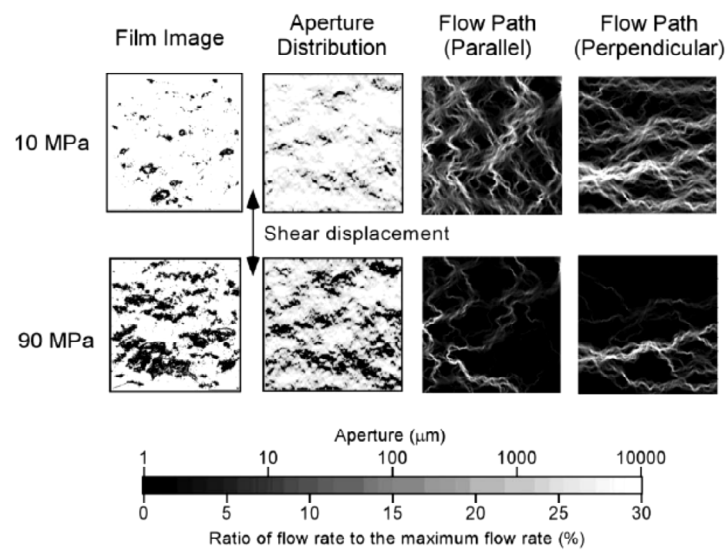 Film Image
Aperture
Distribution
Flow Path
(Parallel)
Flow Path
(Perpendicular)
10 MPa
Shear displacement
90 MPa
Aperture (μm)
1 10 100 1000 10000
0 5 10 15 20 25 30
Ratio of flow rate to the maximum flow rate (%)